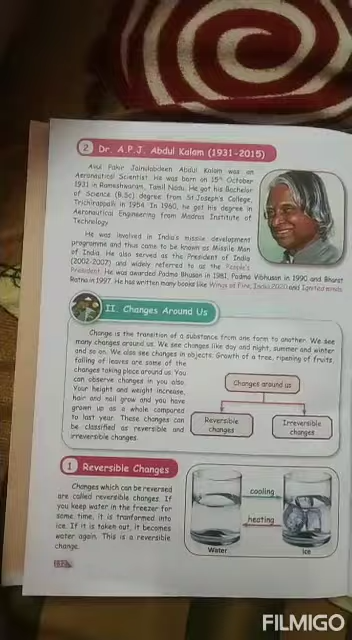 2 Dr. A.P.J. Abdul Kalam (1931-2015)
Avul Pakir Jainulabdeen Abdul Kalam was an
Aeronautical Scientist. He was born on 15th October
1931 in Rameshwaram, Tamil Nadu. He got his Bachelor
of Science (B.Sc) degree from St.Joseph's College,
Trichirappalli in 1954. In 1960, he got his degree in
Aeronautical Engineering from Madras Institute of
Technology
He was involved in India's missile development
programme and thus came to be known as Missile Man
of India. He also served as the President of India
(2002-2007) and widely referred to as the People's
President. He was awarded Padma Bhusan in 1981, Padma Vibhusan in 1990 and Bharat
Ratna in 1997. He has written many books like Wings of Fire, India 2020 and Ignited minds
II. Changes Around Us
Change is the transition of a substance from one form to another. We see
many changes around us. We see changes like day and night, summer and winter
and so on. We also see changes in objects. Growth of a tree, ripening of fruits,
falling of leaves are some of the
changes taking place around us. You
can observe changes in you also.
Your height and weight increase,
hair and nail grow and you have
grown up as a whole compared
to last year. These changes can
be classified as reversible and
irreversible changes.
Changes around us
Reversible
changes
Irreversible
changes
1 Reversible Changes
Changes which can be reversed
are called reversible changes. If
you keep water in the freezer for
some time, it is tranformed into
ice. If it is taken out, it becomes
water again. This is a reversible
change.
cooling
heating
Water
Ice
FILMIGO